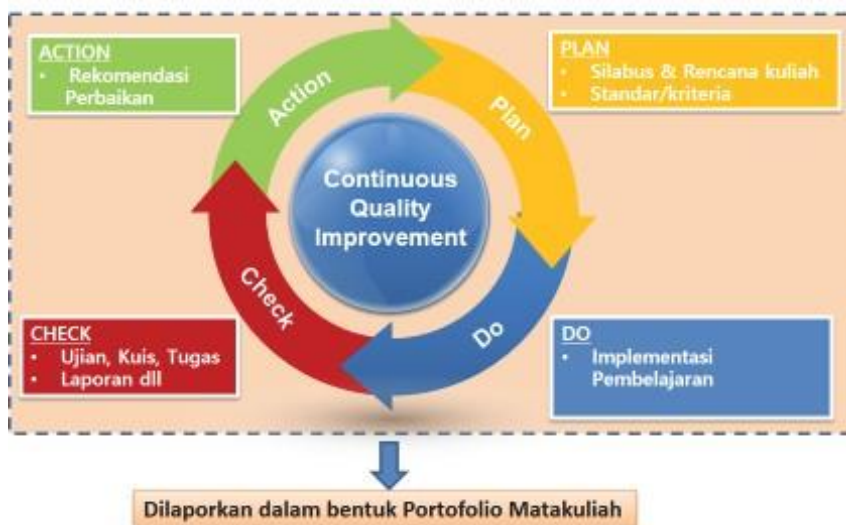 ACTION
• Rekomendasi
Perbaikan
PLAN
• Silabus & Rencana kuliah
• Standar/kriteria
Action
Plan
Continuous
Quality
Improvement
Check
Do
CHECK
• Ujian, Kuis, Tugas
• Laporan dll
DO
• Implementasi
Pembelajaran
Dilaporkan dalam bentuk Portofolio Matakuliah